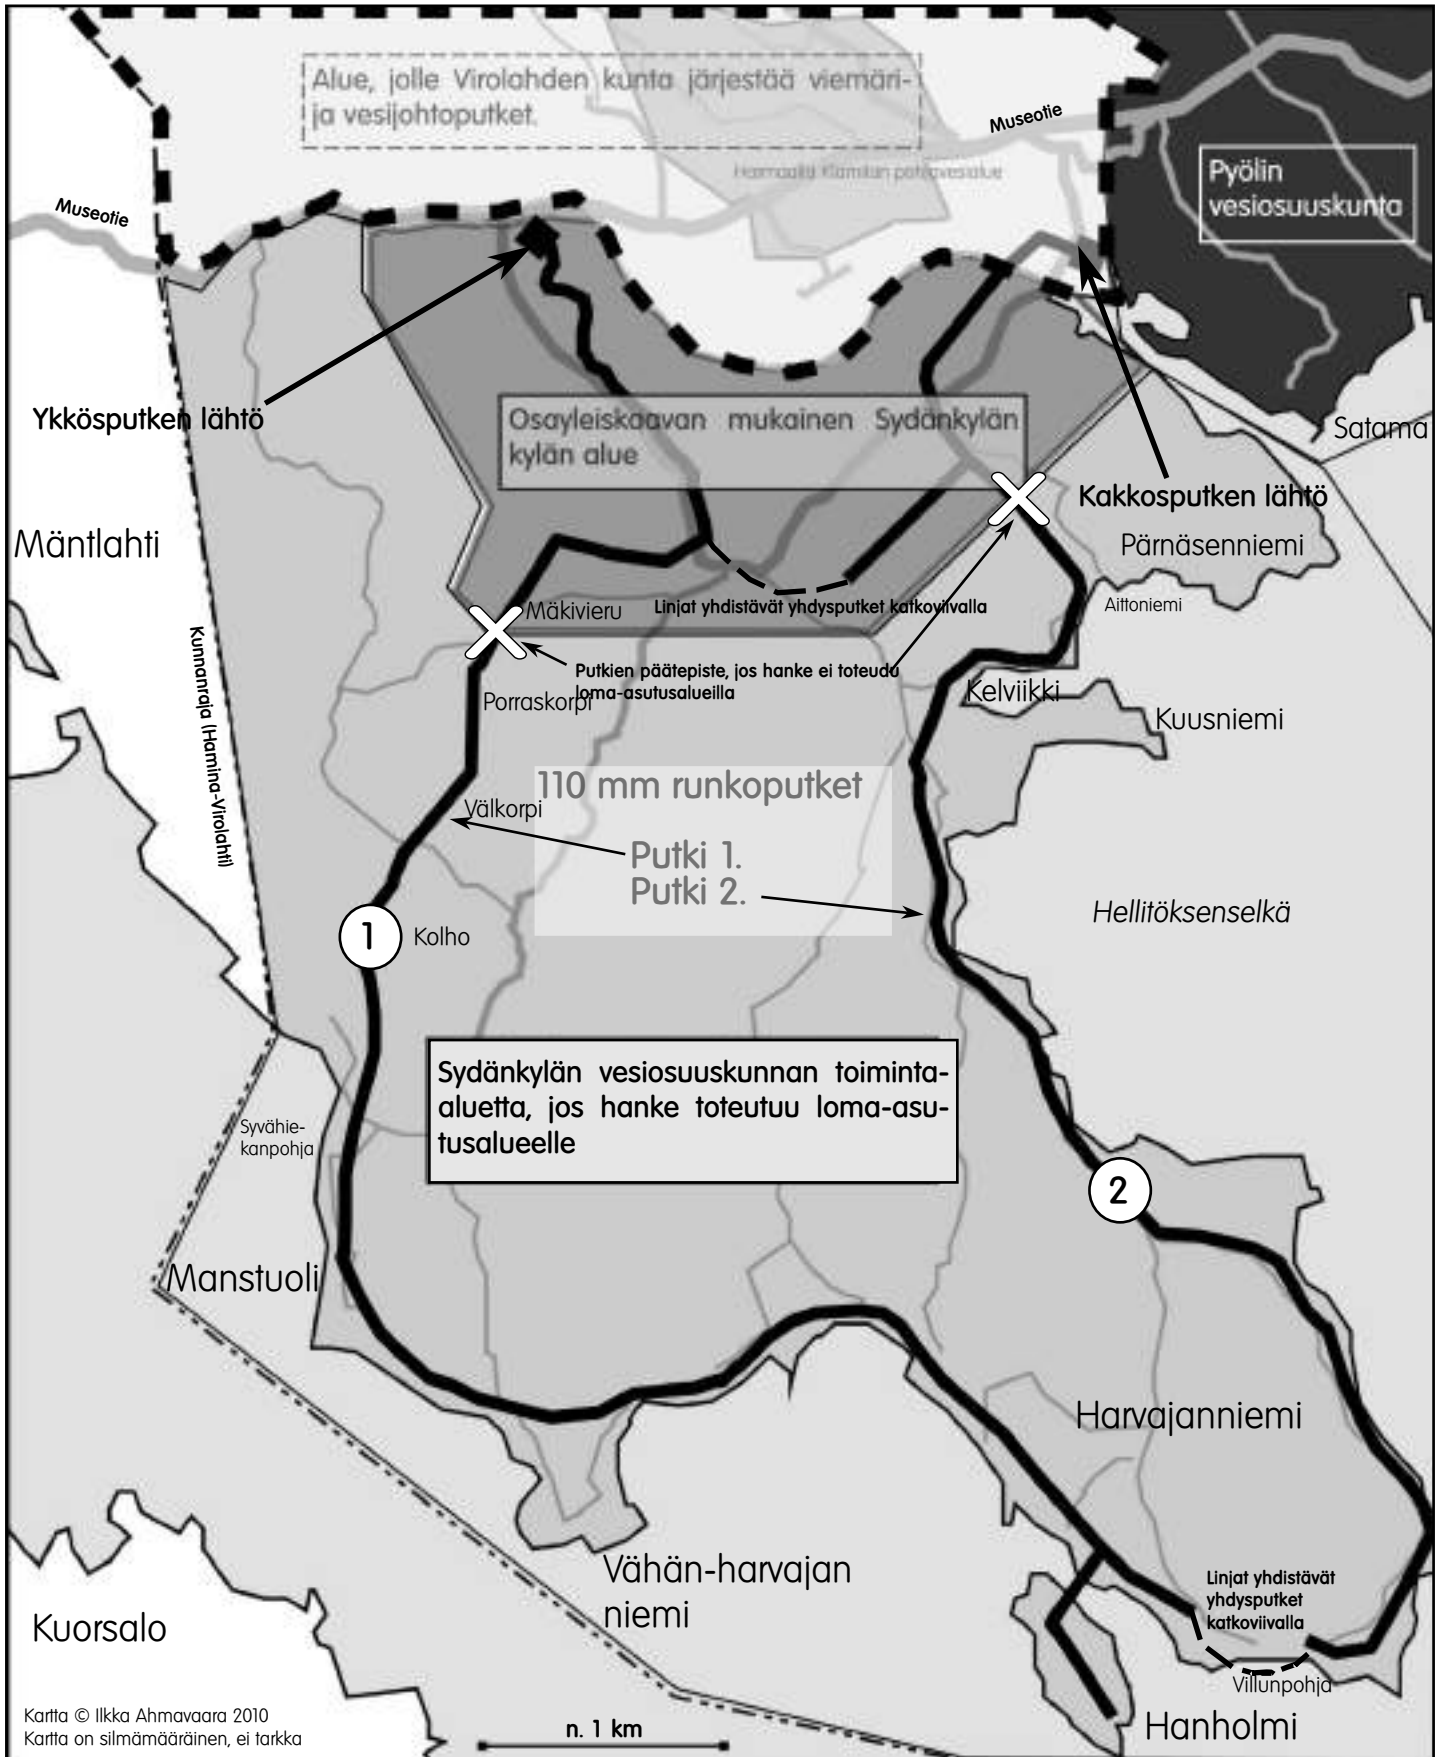 Alue, jolle Virolahden kunta järjestää viemäri-
ja vesijohtoputket.
Museotie
Pyölin
vesiosuuskunta
Museotie
Ykkösputken lähtö
Osayleiskaavan mukainen Sydänkylän
kylän alue
Satama
Kakkosputken lähtö
Mäntlahti
Pärnäsenniemi
Mäkivieru
Linjat yhdistävät yhdysputket katkoviivalla
Aittoniemi
Kunnanraja (Hamina-Virolahti)
Putkien päätepiste, jos hanke ei toteudu
loma-asutusalueilla
Porraskorpi
Kelviikki
Kuusniemi
110 mm runkoputket
Välkorpi
Putki 1.
Putki 2.
Hellitöksenselkä
1
Kolho
Sydänkylän vesiosuuskunnan toiminta-
aluetta, jos hanke toteutuu loma-asu-
tusalueelle
Syvähie-
kanpohja
2
Manstuoli
Harvajanniemi
Vähän-harvajan
niemi
Linjat yhdistävät
yhdysputket
katkoviivalla
Kuorsalo
Villunpohja
Hanholmi
Kartta © Ilkka Ahmavaara 2010
Kartta on silmämääräinen, ei tarkka
n. 1 km